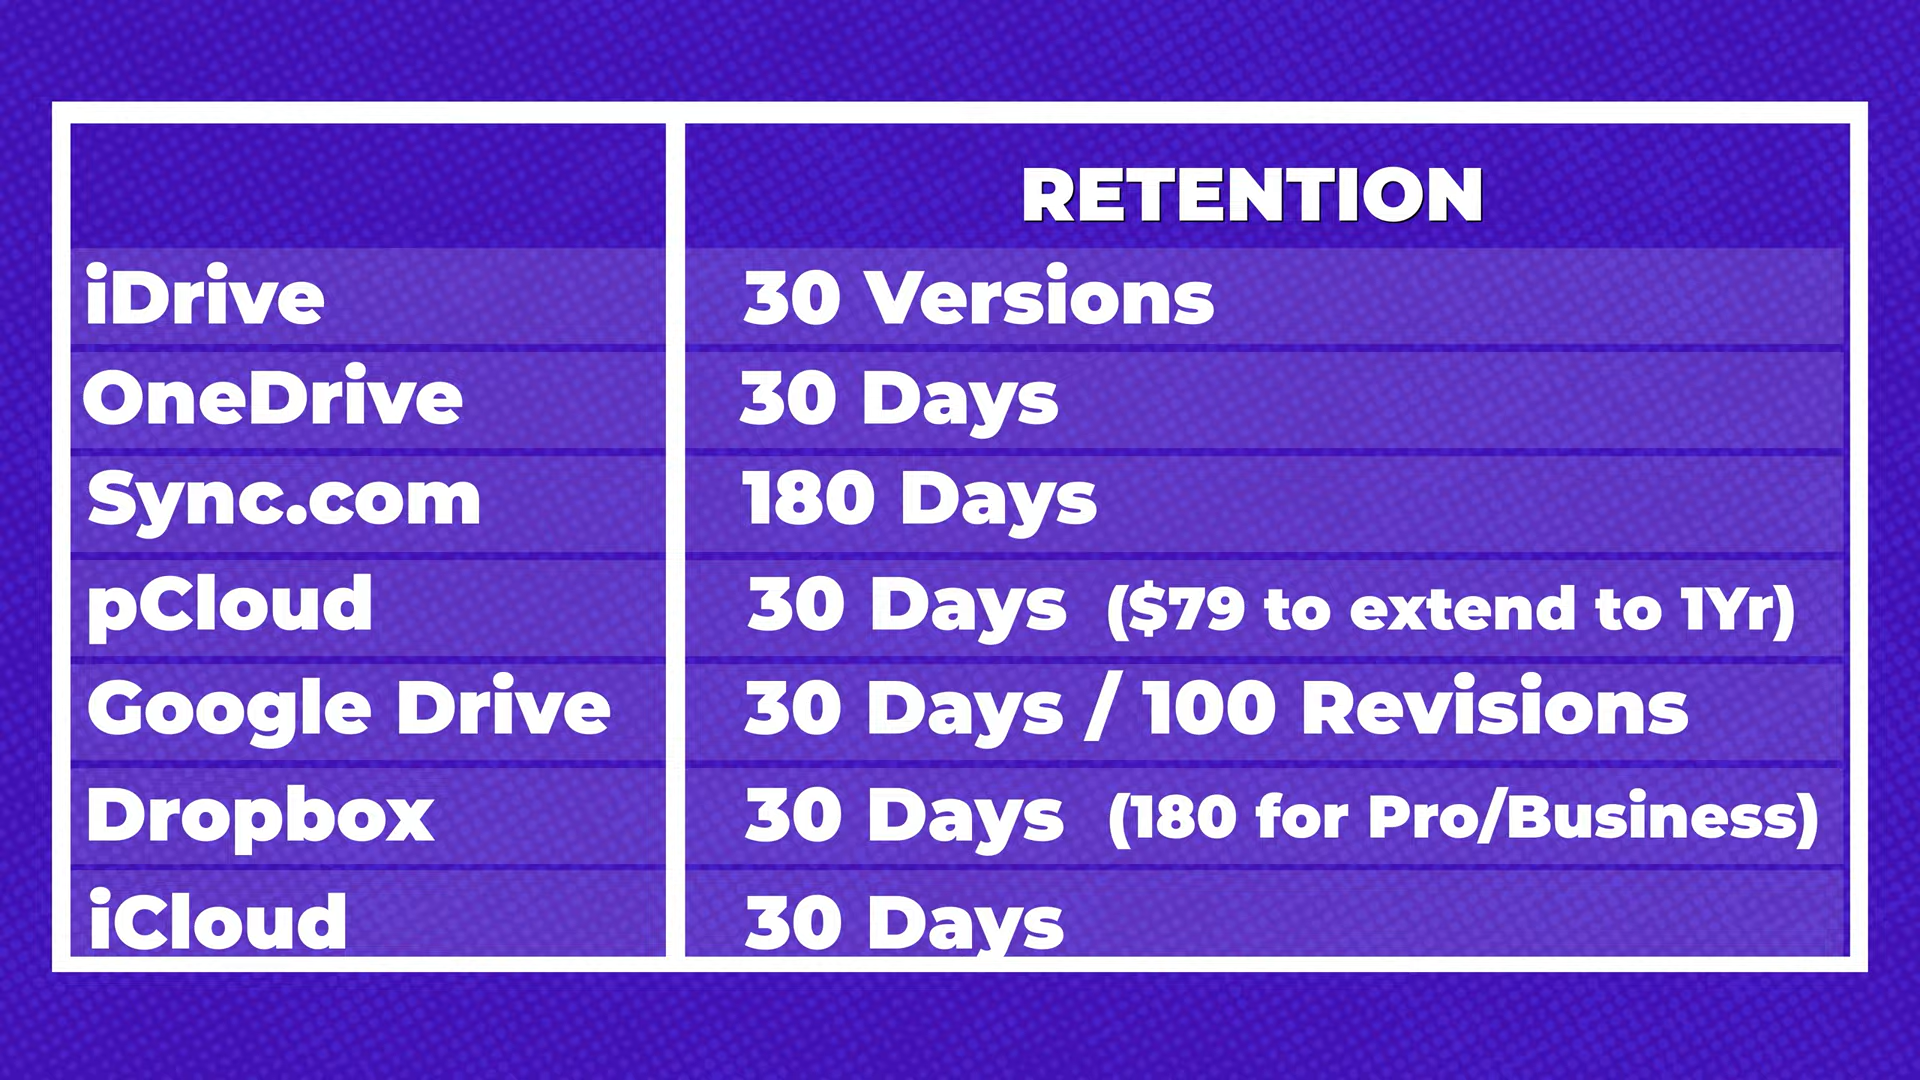 RETENTION
iDrive 30 Versions
OneDrive 30 Days
Sync.com 180 Days
pCloud 30 Days ($79 to extend to 1Yr)
Google Drive 30 Days / 100 Revisions
Dropbox 30 Days (180 for Pro/Business)
iCloud 30 Days